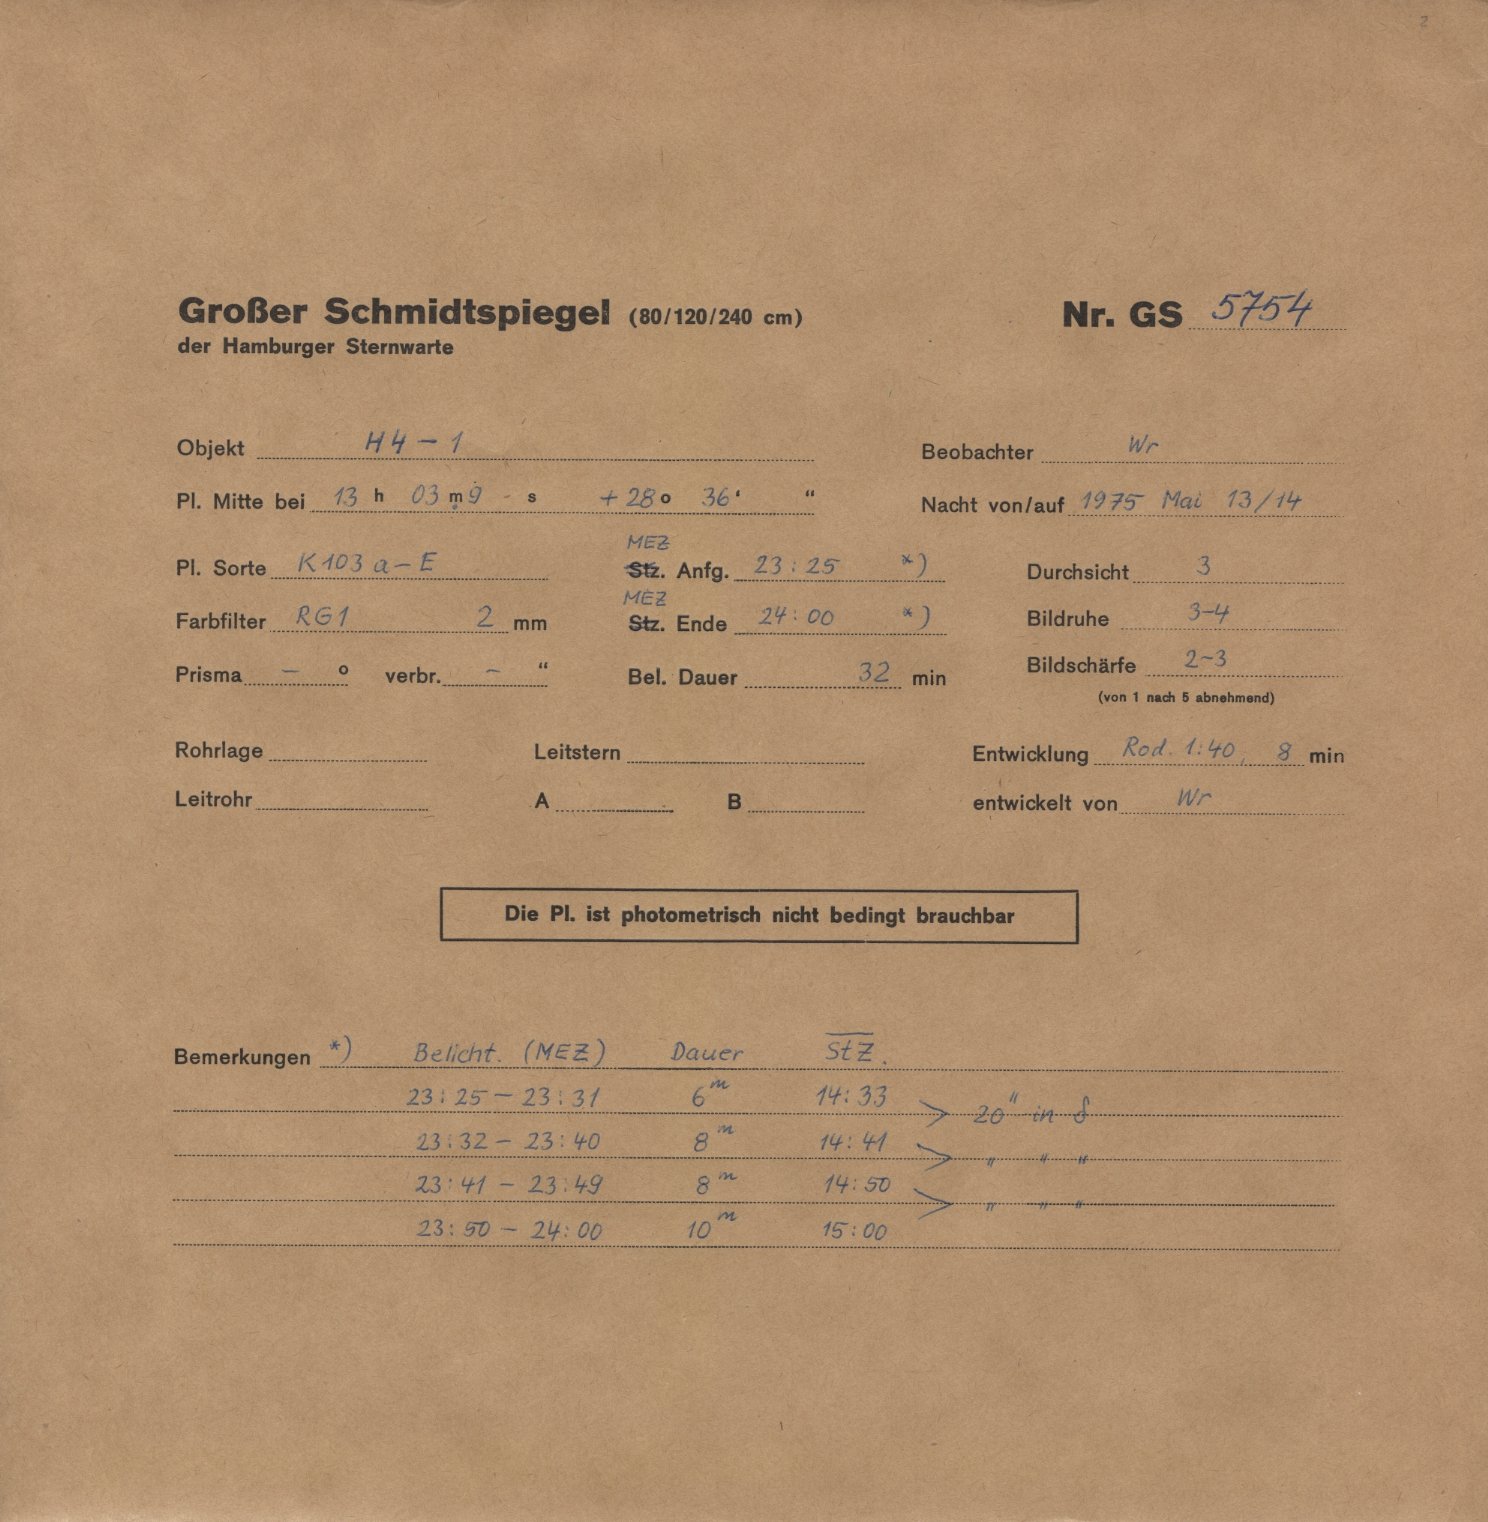 2
Großer Schmidtspiegel (80/120/240 cm) Nr. GS 5754
der Hamburger Sternwarte
Objekt H4 – 1 Beobachter Wr
Pl. Mitte bei 13 h 03 m. 9 - s +28 o 36 ‘ “ Nacht von/auf 1975 Mai 13/14
MEZ
Pl. Sorte K103 a–E Stz. Anfg. 23:25 *) Durchsicht 3
MEZ
Farbfilter RG1 2 mm Stz. Ende 24:00 *) Bildruhe 3–4
Prisma – o verbr. – “ Bel. Dauer 32 min Bildschärfe 2–3
(von 1 nach 5 abnehmend)
Rohrlage Leitstern Entwicklung Rod. 1:40, 8 min
Leitrohr A B entwickelt von Wr
Die Pl. ist photometrisch nicht bedingt brauchbar
Bemerkungen *) Belicht. (MEZ) Dauer StZ.
23:25 – 23:31 6m 14:33 > 20" in δ
23:32 – 23:40 8m 14:41 > " " "
23:41 – 23:49 8m 14:50 > " " "
23:50 – 24:00 10m 15:00